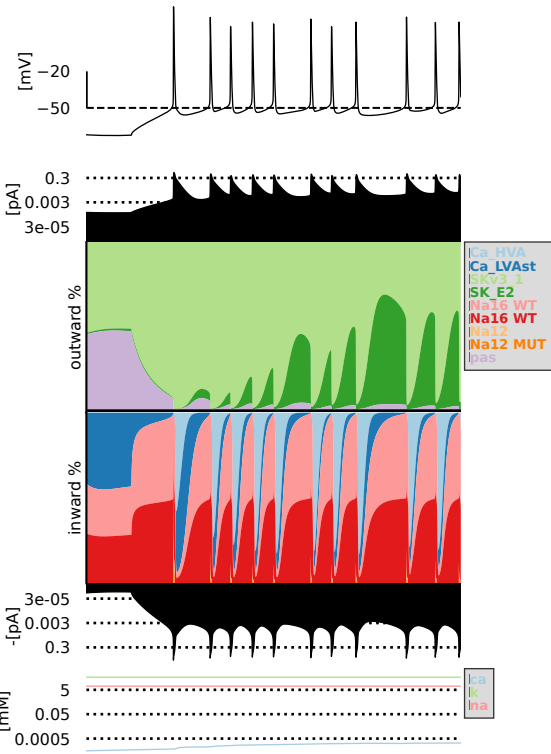 [mV]
−20
−50
[pA]
0.3
0.003
3e-05
outward %
Ca_HVA
Ca_LVAst
SKv3_1
SK_E2
Na16 WT
Na16 WT
Na12
Na12 MUT
pas
inward %
-[pA]
3e-05
0.003
0.3
[mM]
5
0.05
0.0005
ca
k
na